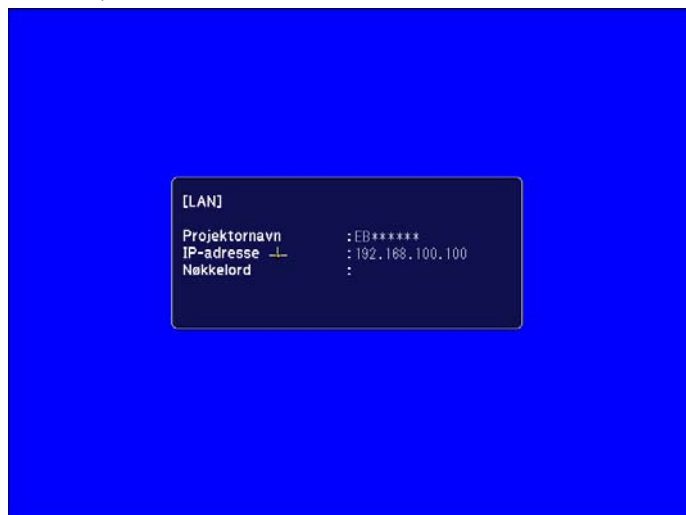 [LAN]
Projektornavn :EB******
IP-adresse :192.168.100.100
Nøkkelord :